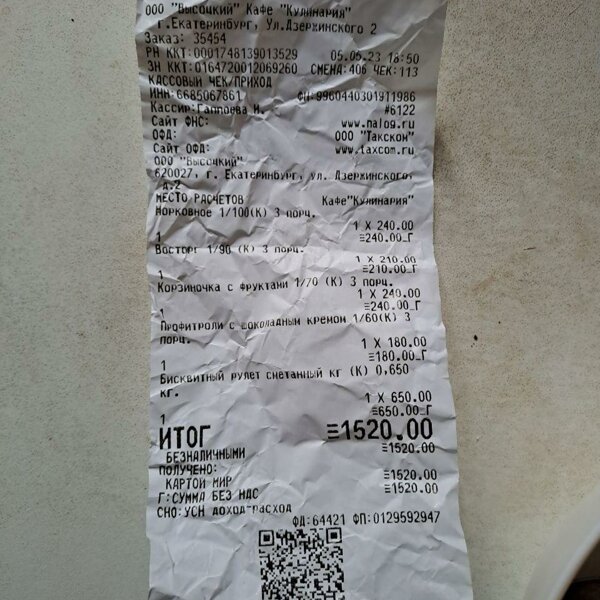 ООО "Высоцкий" Кафе "Кулинария"
г.Екатеринбург, Ул.Дзержинского 2
Заказ: 35454
РН ККТ:0001748139013529 05.05.23 18:50
ЗН ККТ:0164720012069260 СМЕНА:406 ЧЕК:113
КАССОВЫЙ ЧЕК/ПРИХОД
ИНН:6685067861 ФН:9960440301911986
Кассир:Гаппоева М. #6122
Сайт ФНС: www.nalog.ru
ОФД: ООО "Такском"
Сайт ОФД: www.taxcom.ru
ООО "Высоцкий"
620027, г. Екатеринбург, ул. Дзержинского,
д.2
МЕСТО РАСЧЕТОВ Кафе"Кулинария"
Морковное 1/100(К) 3 порц.
1 X 240.00
1 ≡240.00_Г
Восторг 1/90 (К) 3 порц.
1 X 210.00
1 ≡210.00_Г
Корзиночка с фруктами 1/70 (К) 3 порц.
1 X 240.00
1 ≡240.00_Г
Профитроли с шоколадным кремом 1/60(К) 3
порц.
1 X 180.00
1 ≡180.00_Г
Бисквитный рулет сметанный кг (К) 0,650
кг.
1 X 650.00
1 ≡650.00_Г
ИТОГ ≡1520.00
БЕЗНАЛИЧНЫМИ ≡1520.00
ПОЛУЧЕНО:
КАРТОЙ МИР ≡1520.00
Г:СУММА БЕЗ НДС ≡1520.00
СНО:УСН доход-расход
ФД:64421 ФП:0129592947